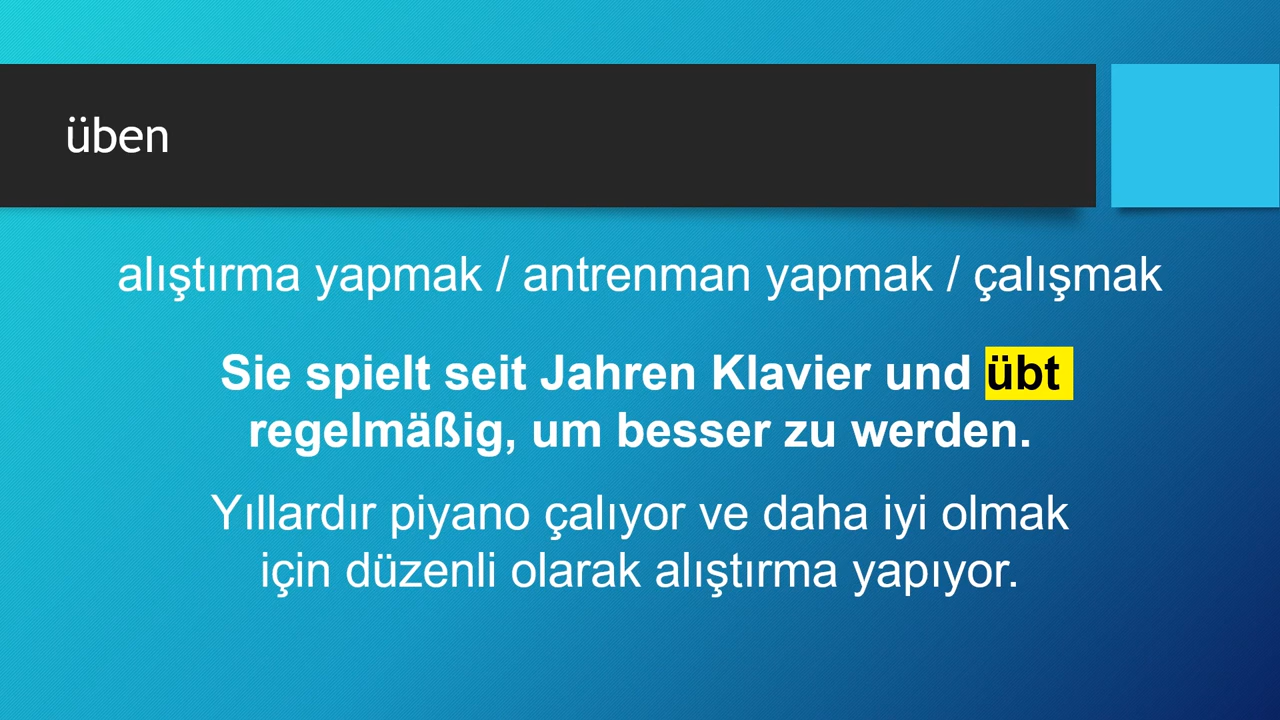 üben
alıştırma yapmak / antrenman yapmak / çalışmak
Sie spielt seit Jahren Klavier und übt
regelmäßig, um besser zu werden.
Yıllardır piyano çalıyor ve daha iyi olmak
için düzenli olarak alıştırma yapıyor.